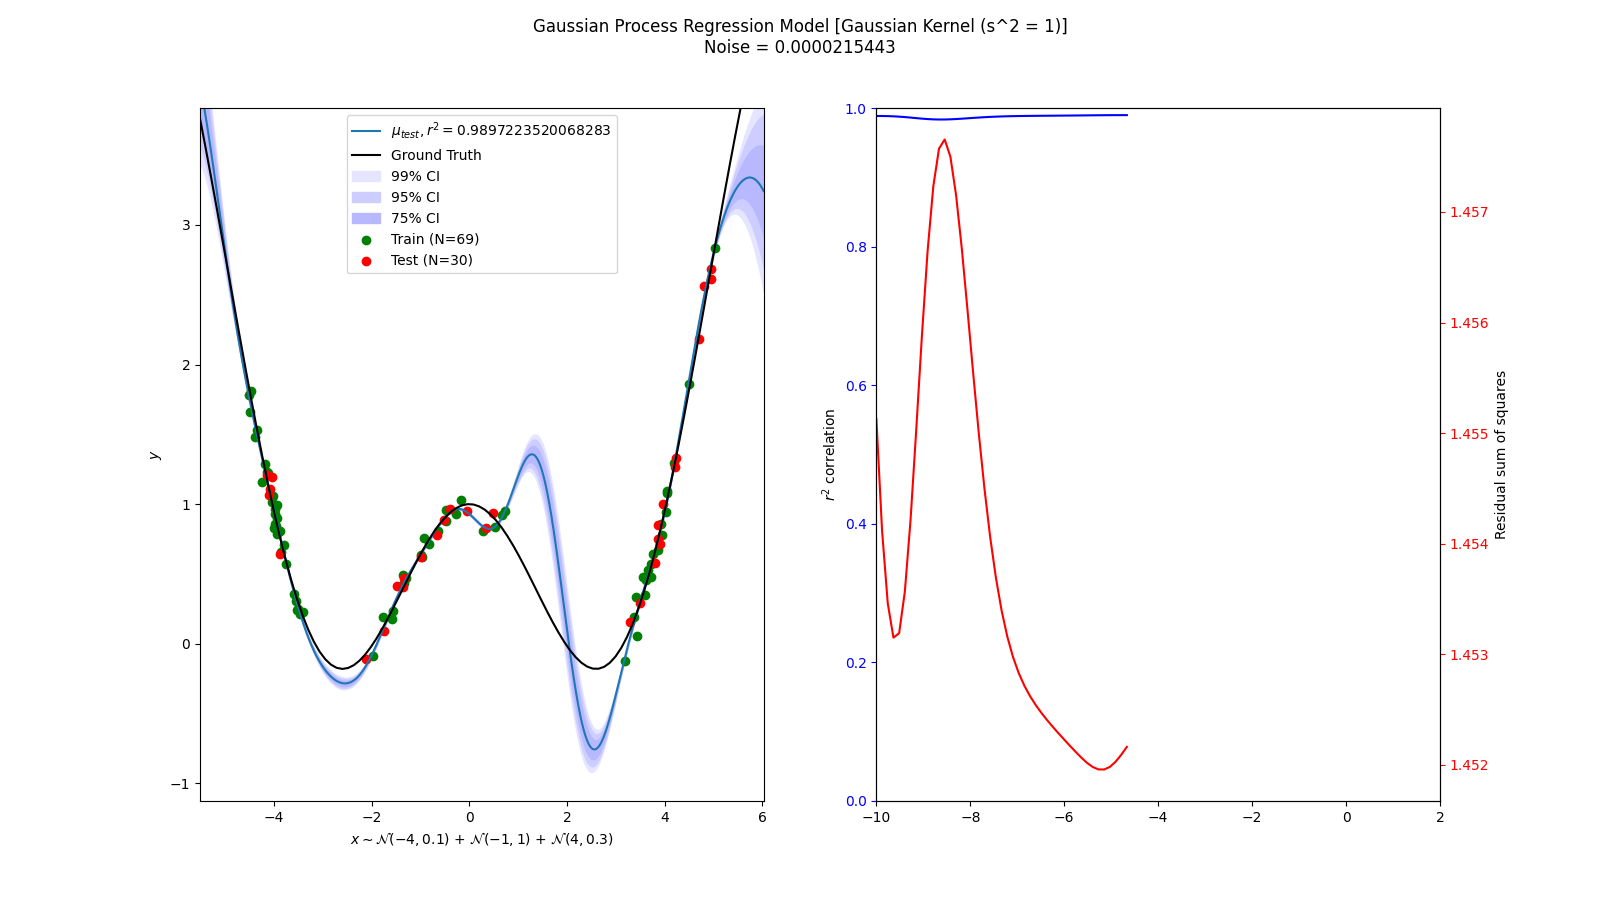 Gaussian Process Regression Model [Gaussian Kernel (s^2 = 1)]
Noise = 0.0000215443
μ_test, r² = 0.9897223520068283
Ground Truth
99% CI
95% CI
75% CI
Train (N=69)
Test (N=30)
3
2
1
0
−1
y
−4
−2
0
2
4
6
x ~ 𝒩(−4, 0.1) + 𝒩(−1, 1) + 𝒩(4, 0.3)
1.0
0.8
0.6
0.4
0.2
0.0
r² correlation
−10
−8
−6
−4
−2
0
2
1.457
1.456
1.455
1.454
1.453
1.452
Residual sum of squares